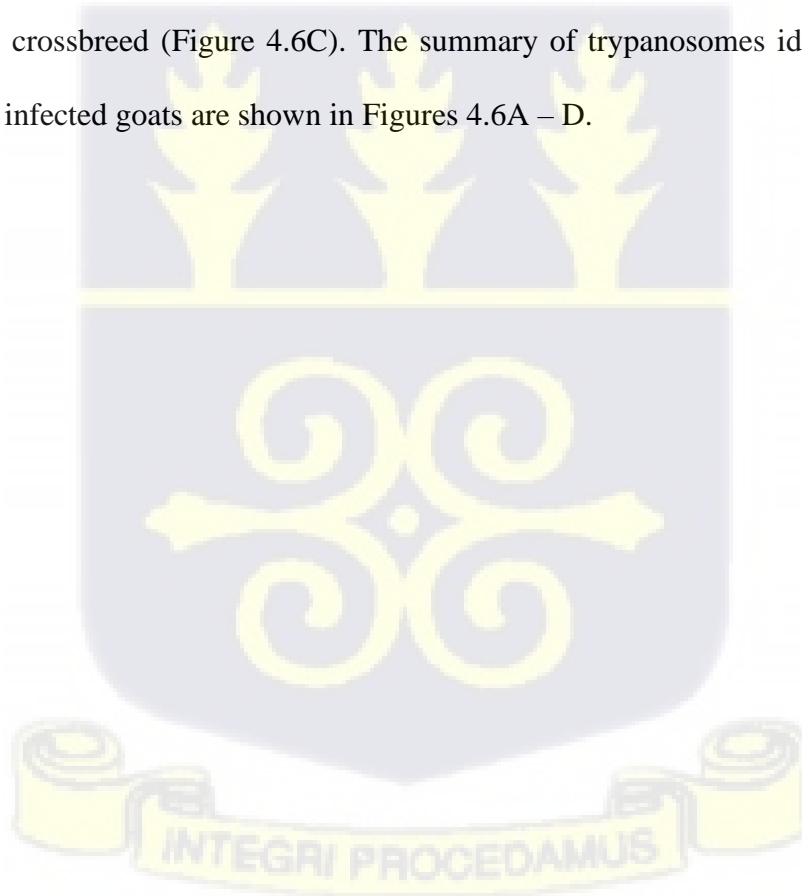 crossbreed (Figure 4.6C). The summary of trypanosomes id
infected goats are shown in Figures 4.6A – D.
INTEGRI PROCEDAMUS